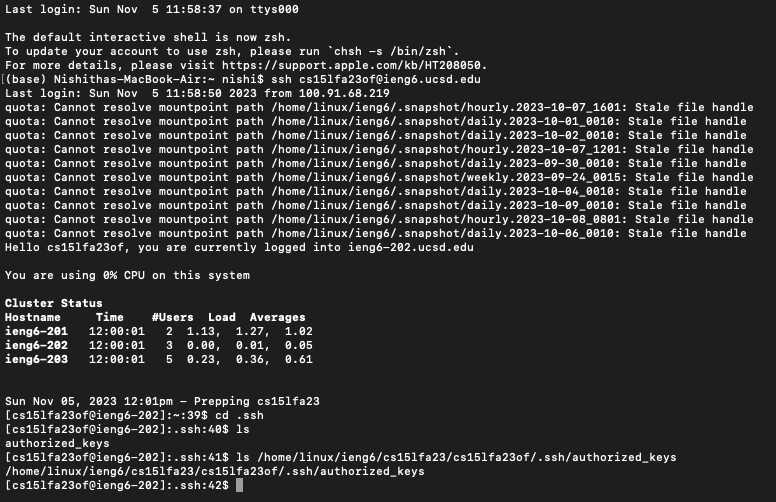 Last login: Sun Nov  5 11:58:37 on ttys000
The default interactive shell is now zsh.
To update your account to use zsh, please run `chsh -s /bin/zsh`.
For more details, please visit https://support.apple.com/kb/HT208050.
[(base) Nishithas-MacBook-Air:~ nishi$ ssh cs15lfa23of@ieng6.ucsd.edu
Last login: Sun Nov  5 11:58:50 2023 from 100.91.68.219
quota: Cannot resolve mountpoint path /home/linux/ieng6/.snapshot/hourly.2023-10-07_1601: Stale file handle
quota: Cannot resolve mountpoint path /home/linux/ieng6/.snapshot/daily.2023-10-01_0010: Stale file handle
quota: Cannot resolve mountpoint path /home/linux/ieng6/.snapshot/daily.2023-10-02_0010: Stale file handle
quota: Cannot resolve mountpoint path /home/linux/ieng6/.snapshot/hourly.2023-10-07_1201: Stale file handle
quota: Cannot resolve mountpoint path /home/linux/ieng6/.snapshot/daily.2023-09-30_0010: Stale file handle
quota: Cannot resolve mountpoint path /home/linux/ieng6/.snapshot/weekly.2023-09-24_0015: Stale file handle
quota: Cannot resolve mountpoint path /home/linux/ieng6/.snapshot/daily.2023-10-04_0010: Stale file handle
quota: Cannot resolve mountpoint path /home/linux/ieng6/.snapshot/daily.2023-10-09_0010: Stale file handle
quota: Cannot resolve mountpoint path /home/linux/ieng6/.snapshot/hourly.2023-10-08_0801: Stale file handle
quota: Cannot resolve mountpoint path /home/linux/ieng6/.snapshot/daily.2023-10-06_0010: Stale file handle
Hello cs15lfa23of, you are currently logged into ieng6-202.ucsd.edu
You are using 0% CPU on this system
Cluster Status
Hostname     Time    #Users  Load  Averages
ieng6-201   12:00:01   2  1.13,  1.27,  1.02
ieng6-202   12:00:01   3  0.00,  0.01,  0.05
ieng6-203   12:00:01   5  0.23,  0.36,  0.61
Sun Nov 05, 2023 12:01pm - Prepping cs15lfa23
[cs15lfa23of@ieng6-202]:~:39$ cd .ssh
[cs15lfa23of@ieng6-202]:.ssh:40$ ls
authorized_keys
[cs15lfa23of@ieng6-202]:.ssh:41$ ls /home/linux/ieng6/cs15lfa23/cs15lfa23of/.ssh/authorized_keys
/home/linux/ieng6/cs15lfa23/cs15lfa23of/.ssh/authorized_keys
[cs15lfa23of@ieng6-202]:.ssh:42$